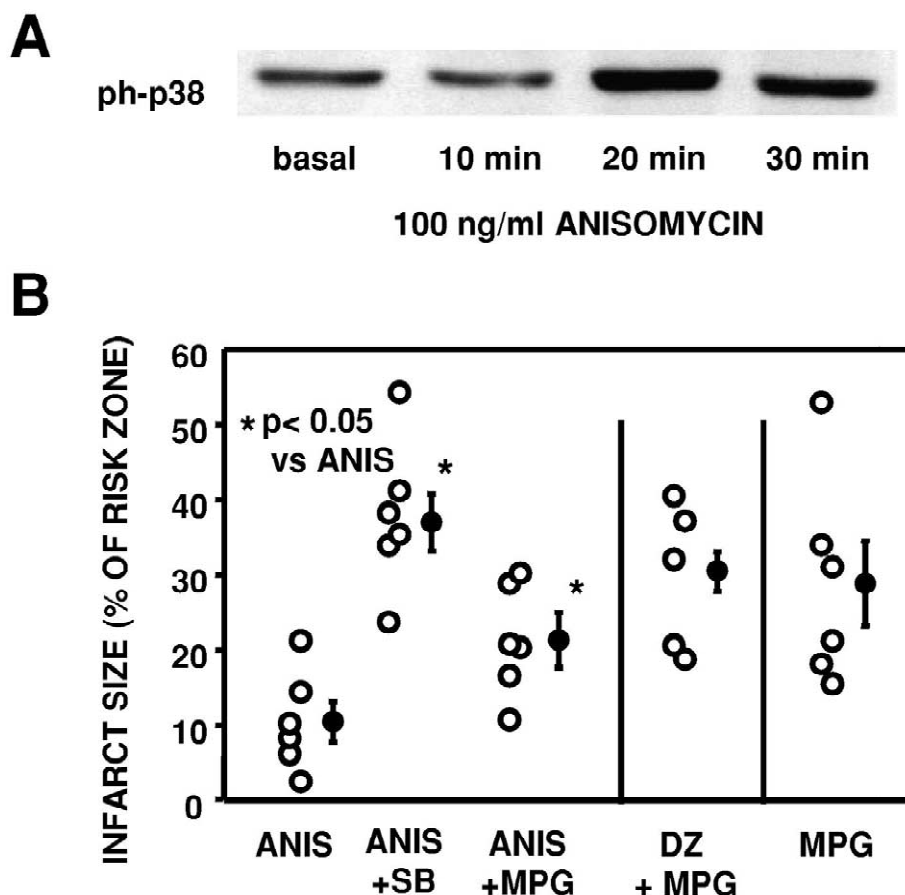 A
ph-p38
basal 10 min 20 min 30 min
100 ng/ml ANISOMYCIN
B
INFARCT SIZE (% OF RISK ZONE)
60
50
40
30
20
10
0
* p< 0.05
vs ANIS
*
*
ANIS ANIS ANIS DZ MPG
+SB +MPG + MPG